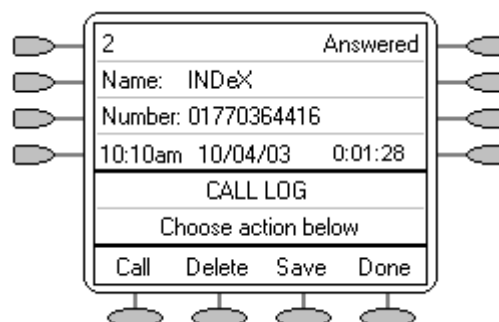 2 Answered
Name: INDeX
Number: 01770364416
10:10am 10/04/03 0:01:28
CALL LOG
Choose action below
Call Delete Save Done